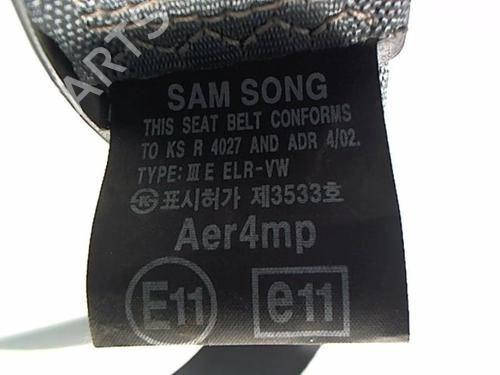 SAM SONG
THIS SEAT BELT CONFORMS
TO KS R 4027 AND ADR 4/02.
TYPE: III E ELR-VW
표시허가 제3533호
Aer4mp
E11
e11